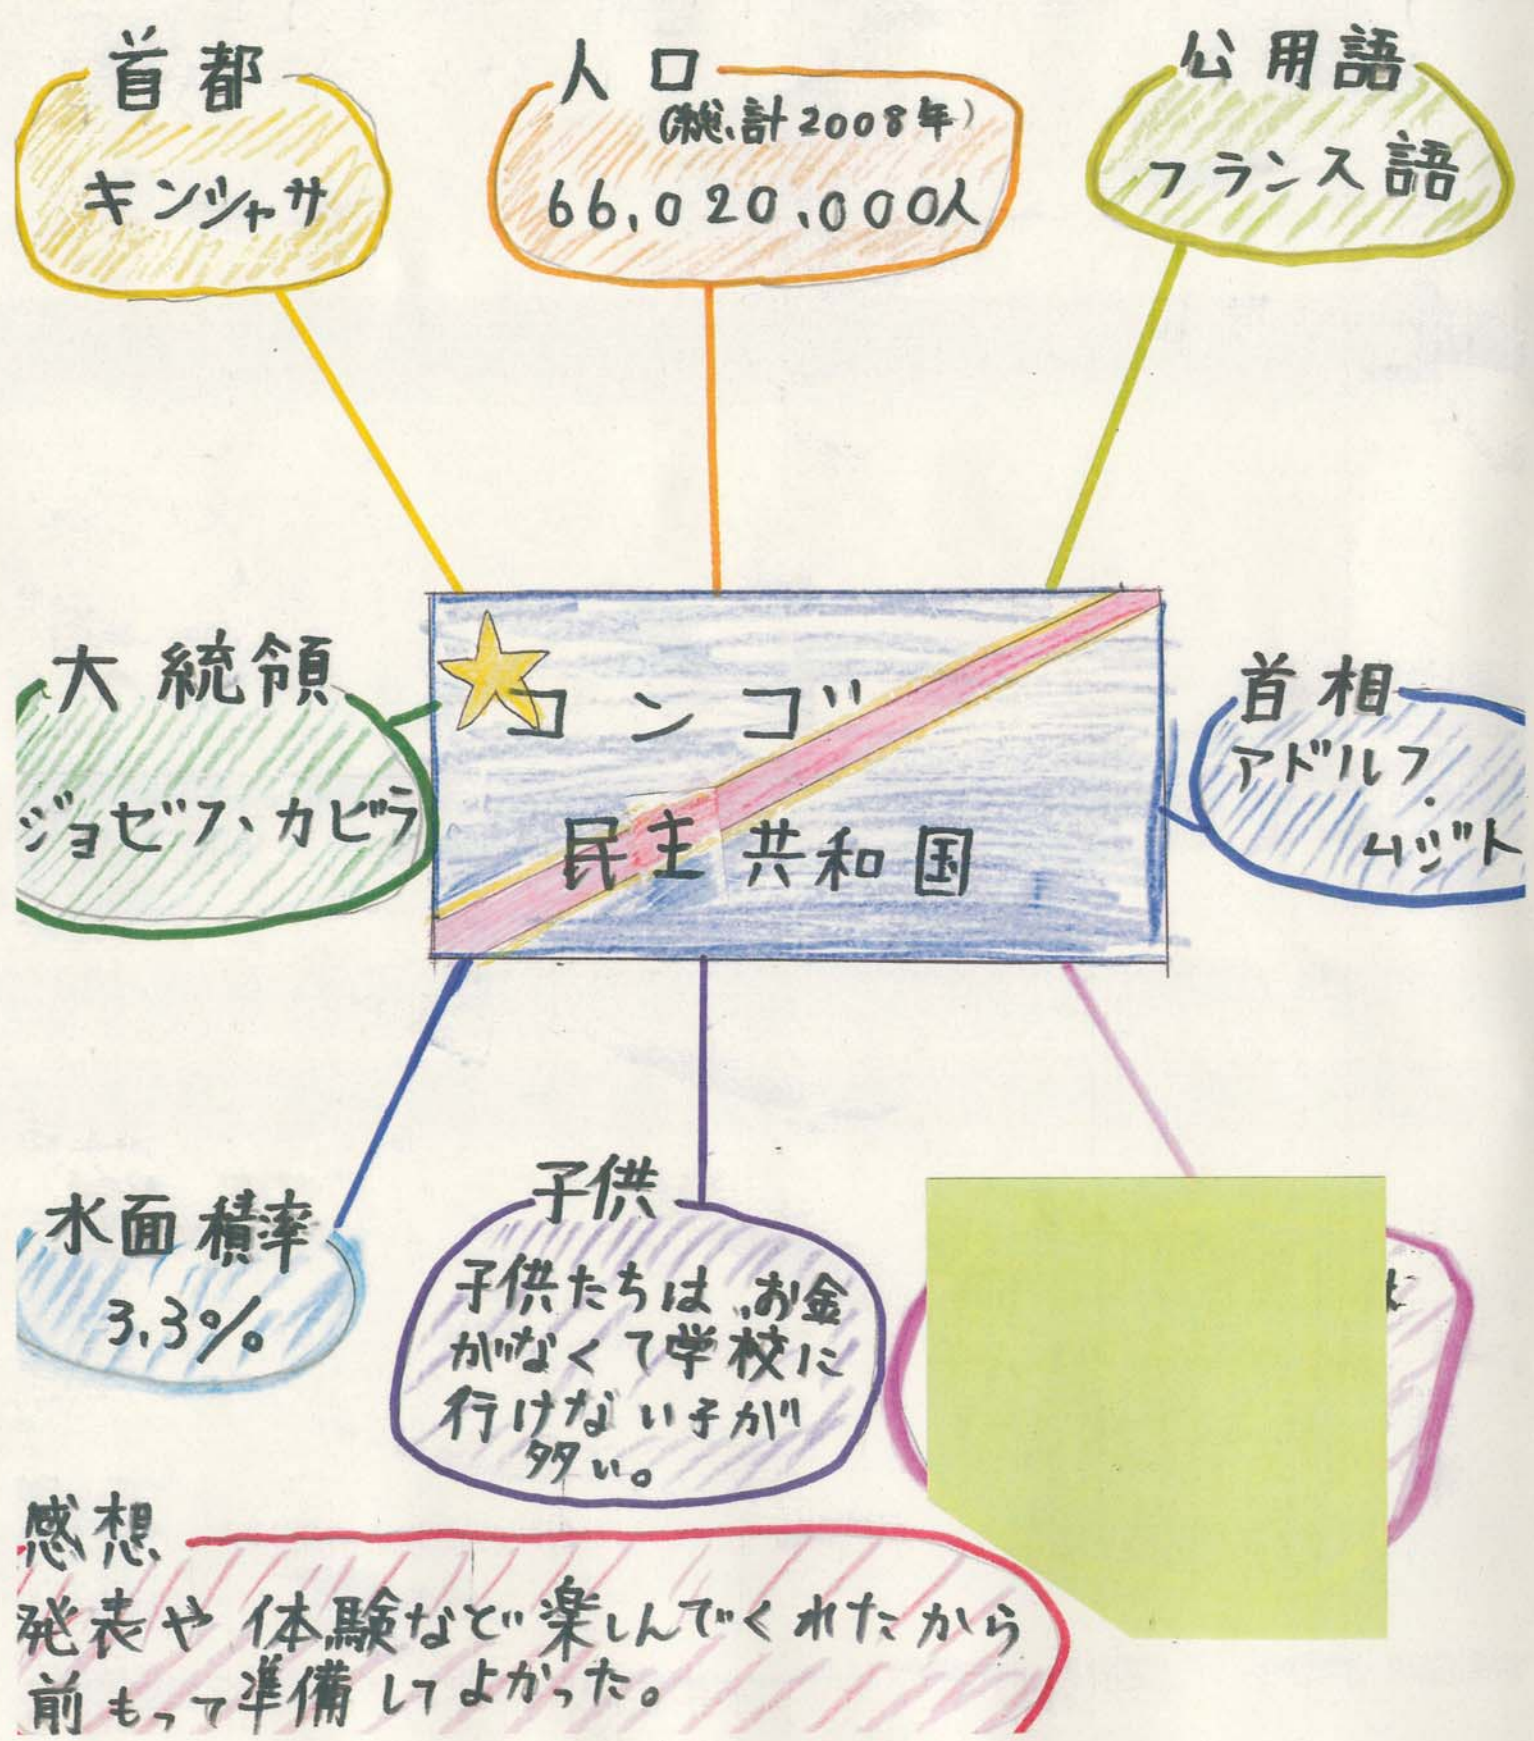 首都
キンシャサ
人口
(総計2008年)
66,020,000人
公用語
フランス語
大統領
ジョゼフ、カビラ
コンゴ
民主共和国
首相
アドルフ.
ムジト
水面積率
3.3%
子供
子供たちは、お金
がなくて学校に
行けない子が
多い。
感想
発表や体験など楽しんでくれたから
前もって準備してよかった。